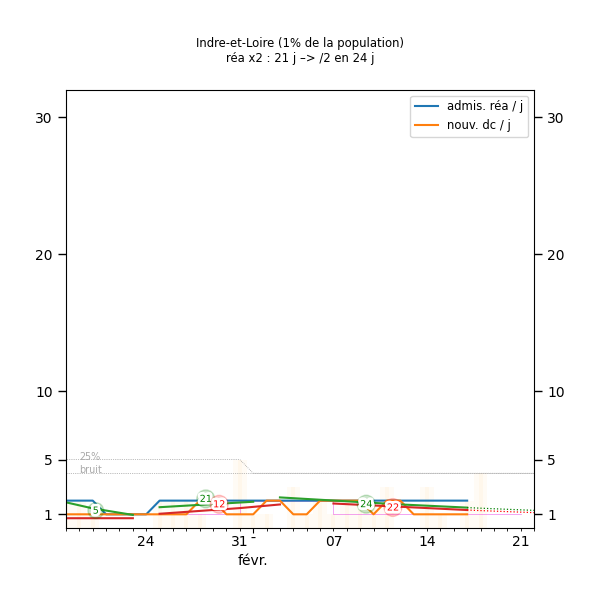 Indre-et-Loire (1% de la population)
réa x2 : 21 j –> /2 en 24 j
admis. réa / j
nouv. dc / j
30 30
20 20
10 10
5 5
25%
bruit
1 1
5
21
12
24
22
24 31 07 14 21
févr.